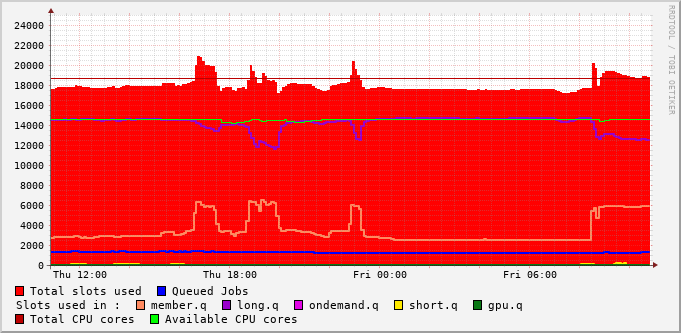 24000
22000
20000
18000
16000
14000
12000
10000
8000
6000
4000
2000
0
Thu 12:00 Thu 18:00 Fri 00:00 Fri 06:00
RRDTOOL / TOBI OETIKER
Total slots used Queued Jobs
Slots used in : member.q long.q ondemand.q short.q gpu.q
Total CPU cores Available CPU cores